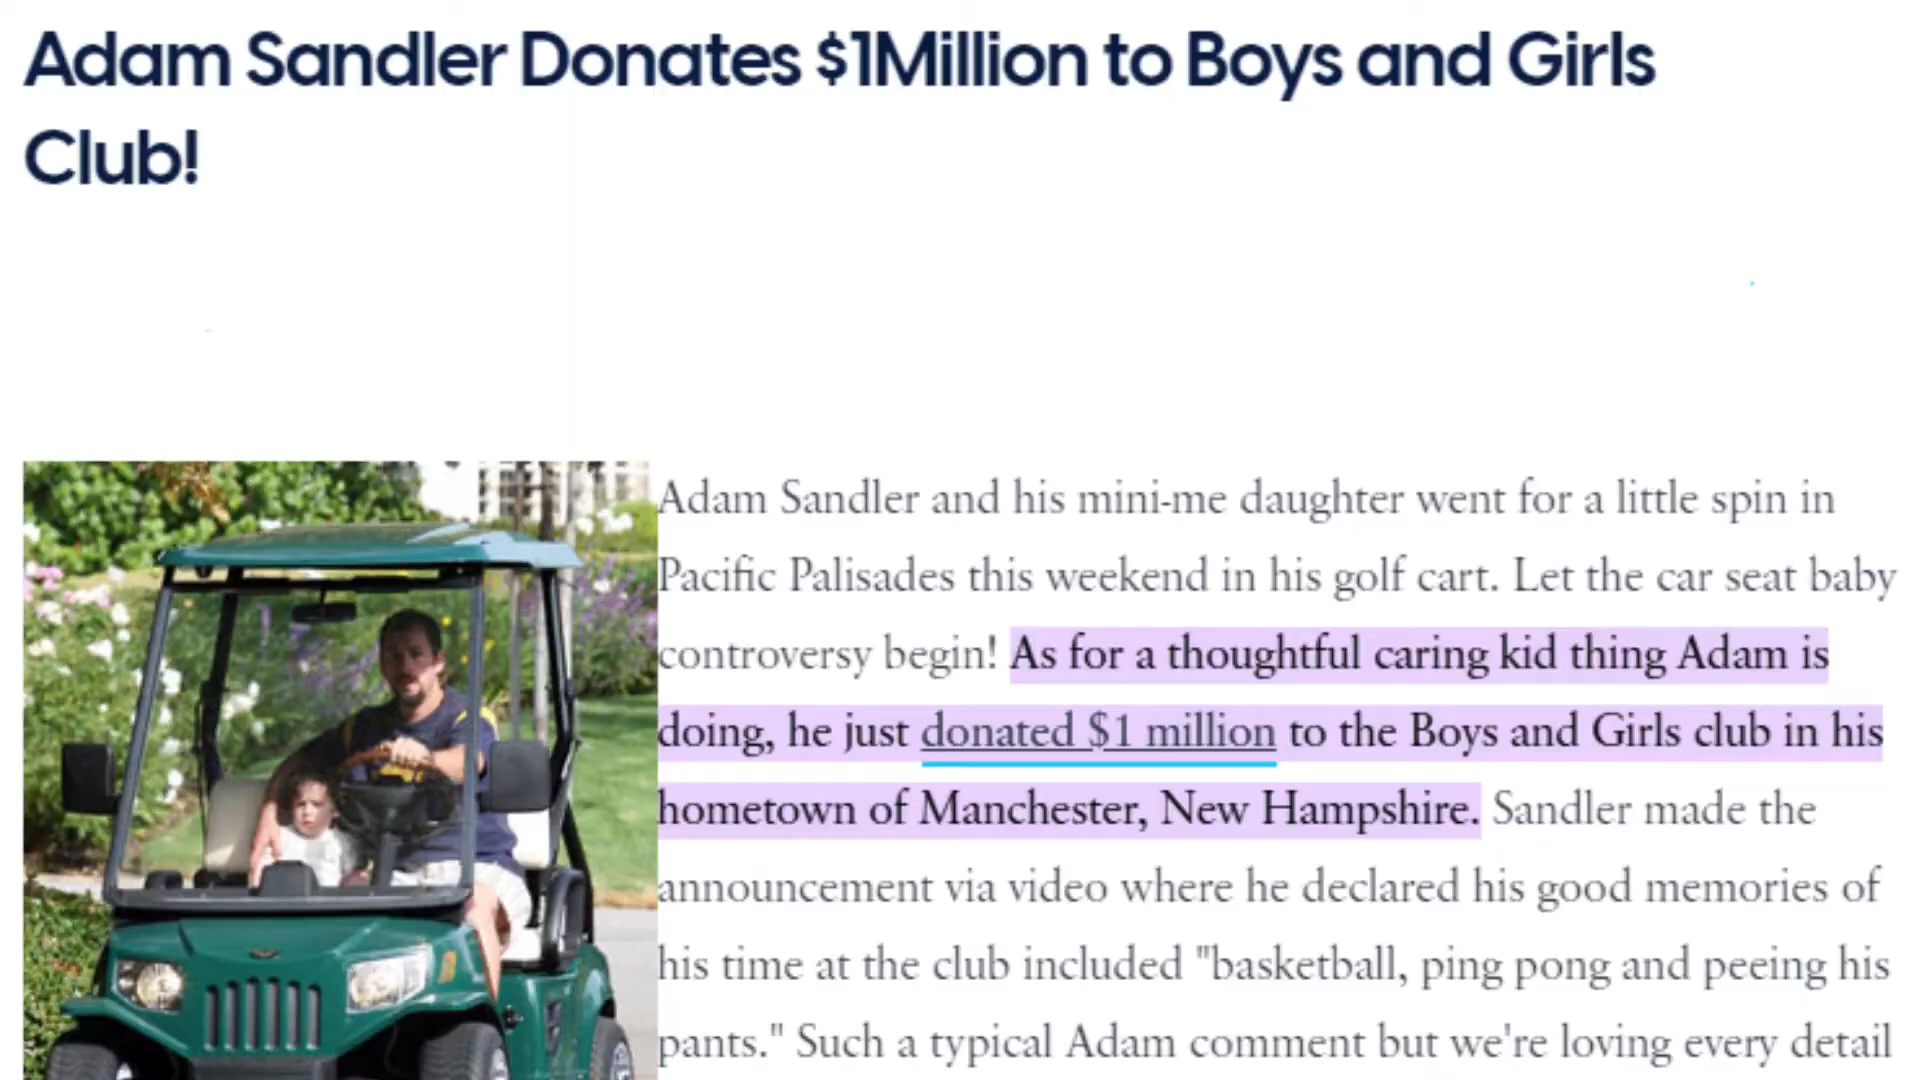 Adam Sandler Donates $1Million to Boys and Girls
Club!
Adam Sandler and his mini-me daughter went for a little spin in
Pacific Palisades this weekend in his golf cart. Let the car seat baby
controversy begin! As for a thoughtful caring kid thing Adam is
doing, he just donated $1 million to the Boys and Girls club in his
hometown of Manchester, New Hampshire. Sandler made the
announcement via video where he declared his good memories of
his time at the club included "basketball, ping pong and peeing his
pants." Such a typical Adam comment but we're loving every detail